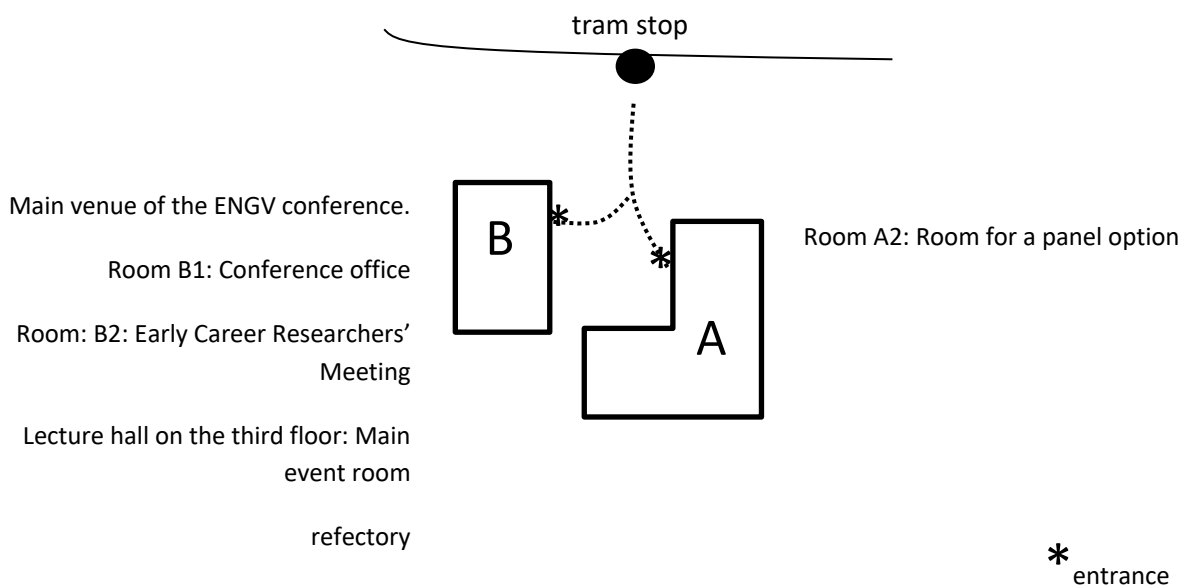 tram stop
Main venue of the ENGV conference.
B
Room A2: Room for a panel option
Room B1: Conference office
Room: B2: Early Career Researchers’
Meeting
A
Lecture hall on the third floor: Main
event room
refectory
* entrance